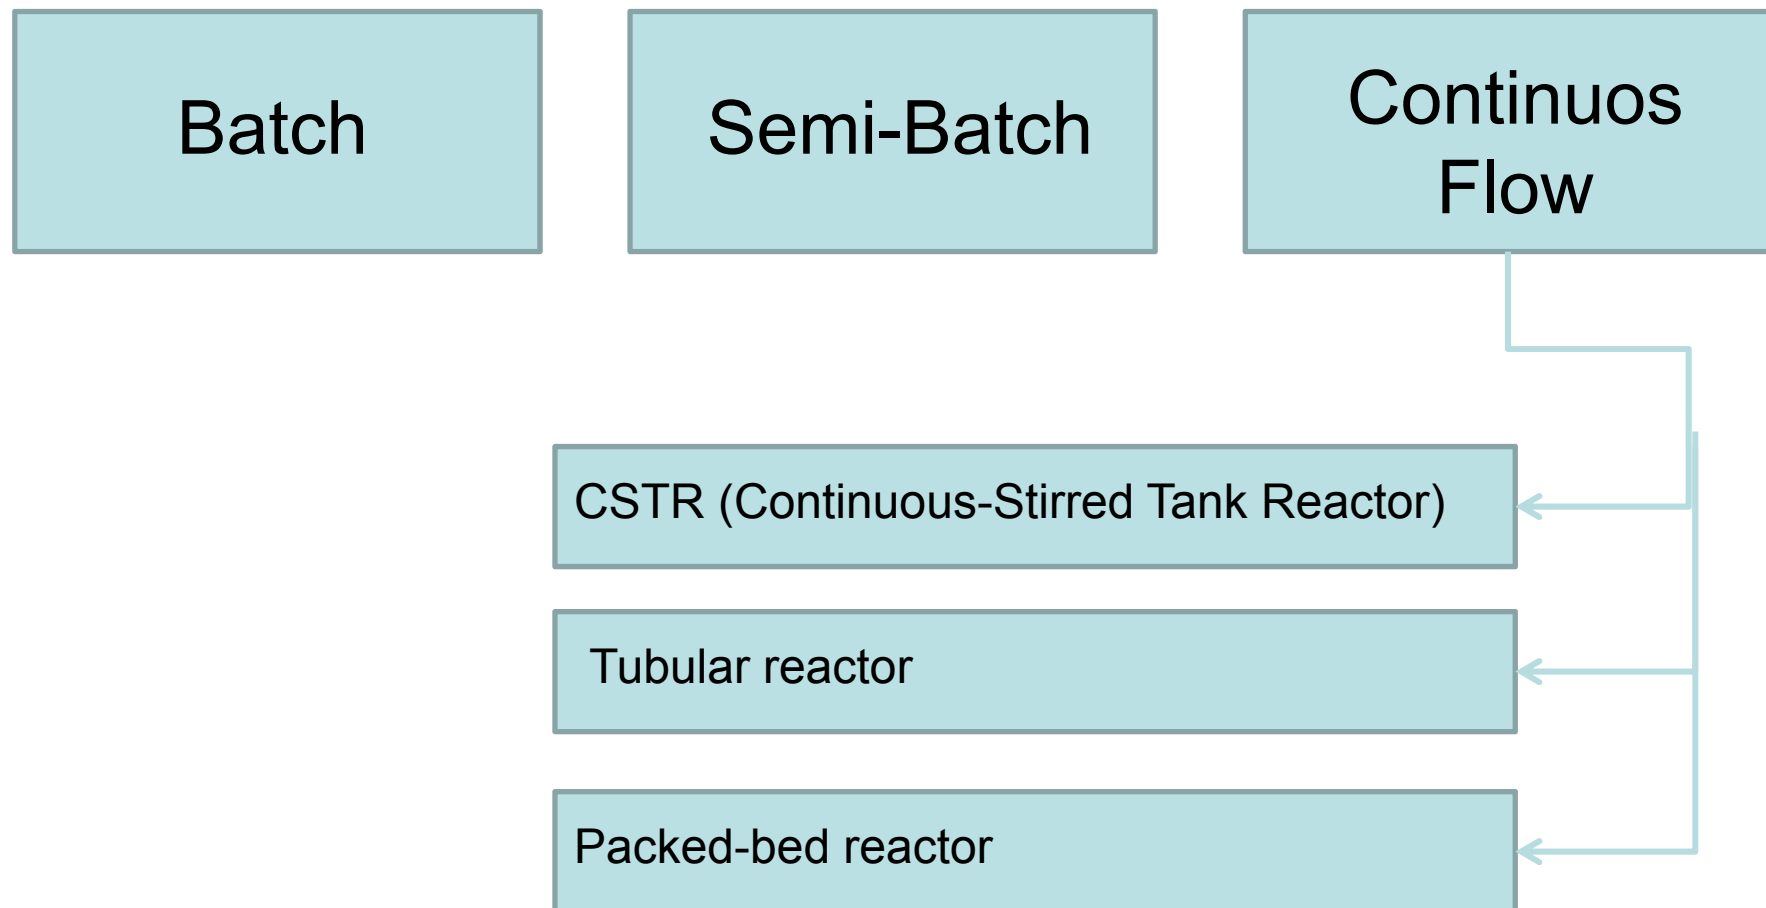 Batch
Semi-Batch
Continuos
Flow
CSTR (Continuous-Stirred Tank Reactor)
Tubular reactor
Packed-bed reactor